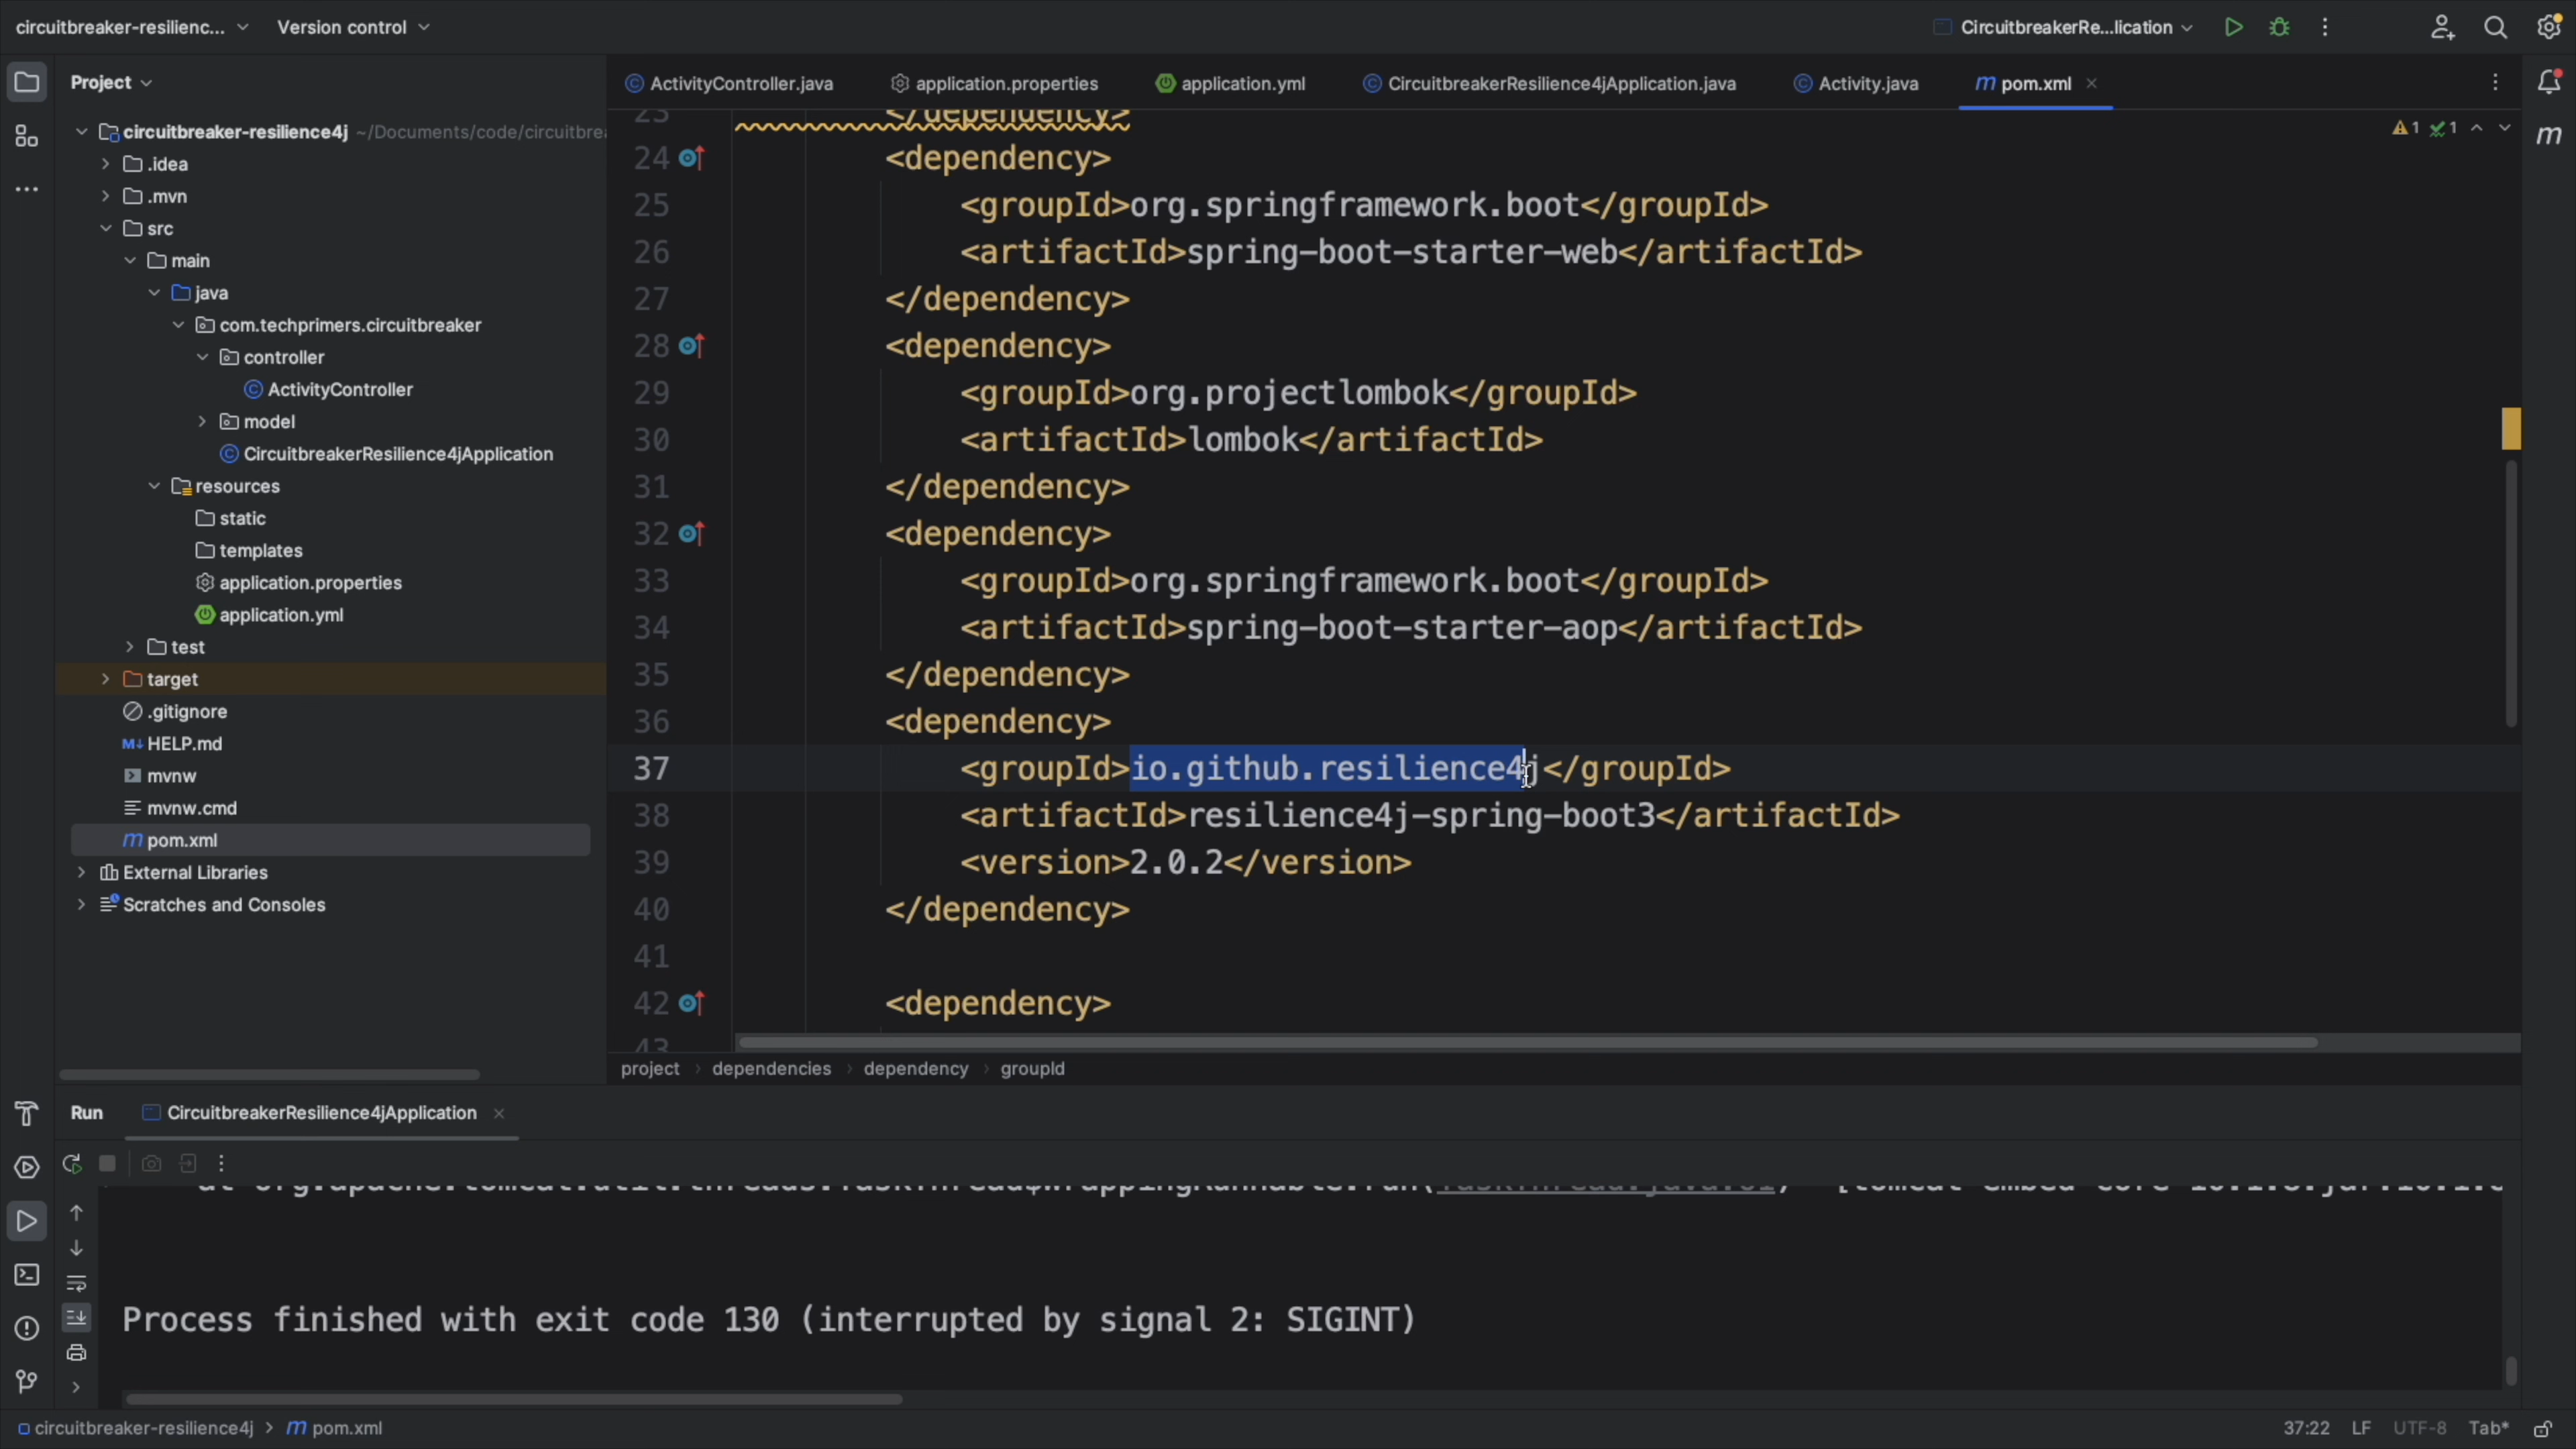 circuitbreaker-resilienc... Version control CircuitbreakerRe...lication
Project
ActivityController.java application.properties application.yml CircuitbreakerResilience4jApplication.java Activity.java pom.xml
circuitbreaker-resilience4j ~/Documents/code/circuitbrea
.idea
.mvn
src
main
java
com.techprimers.circuitbreaker
controller
ActivityController
model
CircuitbreakerResilience4jApplication
resources
static
templates
application.properties
application.yml
test
target
.gitignore
HELP.md
mvnw
mvnw.cmd
pom.xml
External Libraries
Scratches and Consoles
1 1
23 </dependency>
24 <dependency>
25 <groupId>org.springframework.boot</groupId>
26 <artifactId>spring-boot-starter-web</artifactId>
27 </dependency>
28 <dependency>
29 <groupId>org.projectlombok</groupId>
30 <artifactId>lombok</artifactId>
31 </dependency>
32 <dependency>
33 <groupId>org.springframework.boot</groupId>
34 <artifactId>spring-boot-starter-aop</artifactId>
35 </dependency>
36 <dependency>
37 <groupId>io.github.resilience4j</groupId>
38 <artifactId>resilience4j-spring-boot3</artifactId>
39 <version>2.0.2</version>
40 </dependency>
41
42 <dependency>
43
project dependencies dependency groupId
Run CircuitbreakerResilience4jApplication
Process finished with exit code 130 (interrupted by signal 2: SIGINT)
circuitbreaker-resilience4j pom.xml 37:22 LF UTF-8 Tab*